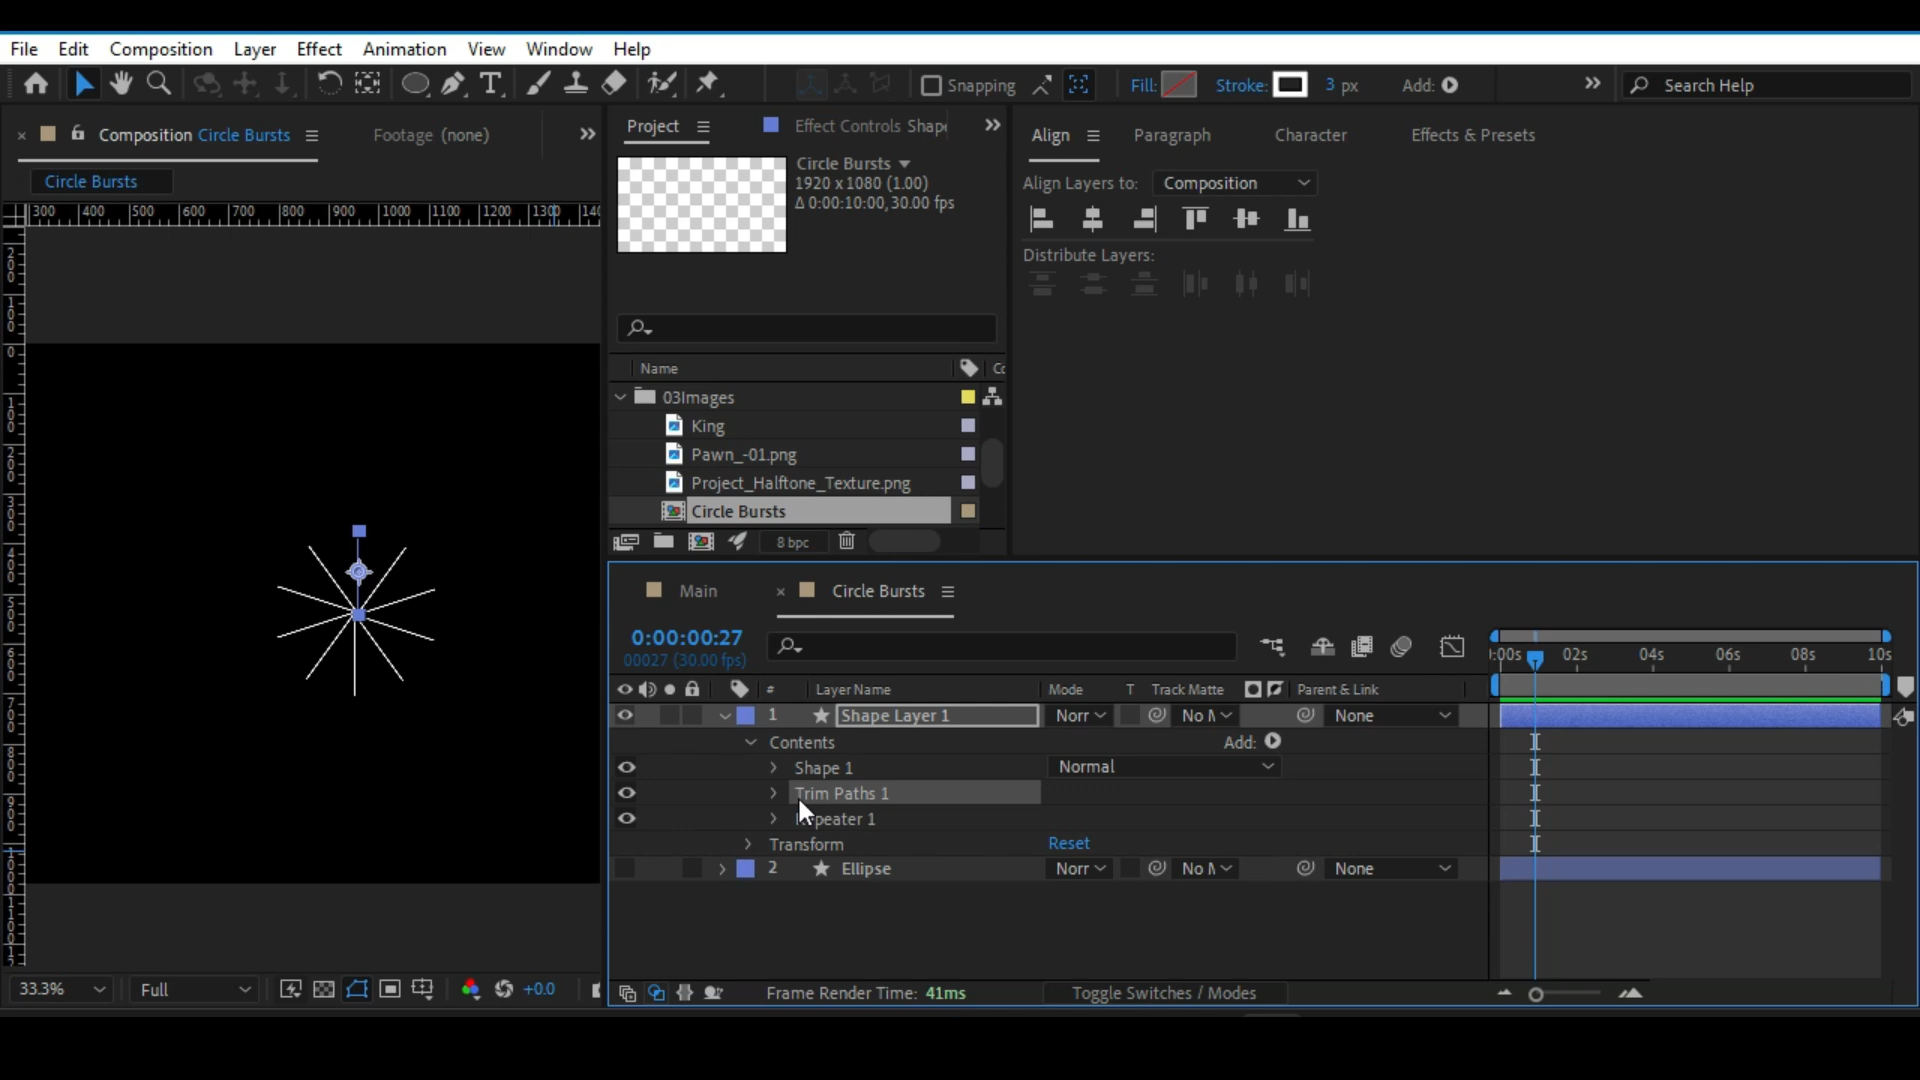 File Edit Composition Layer Effect Animation View Window Help
Snapping Fill: Stroke: 3 px Add: Search Help
Composition Circle Bursts Footage (none)
Project Effect Controls Shap
Align Paragraph Character Effects & Presets
Circle Bursts
Circle Bursts
1920 x 1080 (1.00)
Δ 0:00:10:00, 30.00 fps
Align Layers to: Composition
Distribute Layers:
300 400 500 600 700 800 900 1000 1100 1200 1300 140
Name
03Images
King
Pawn_-01.png
Project_Halftone_Texture.png
Circle Bursts
8 bpc
Main Circle Bursts
0:00:00:27
00027 (30.00 fps)
:00s 02s 04s 06s 08s 10s
# Layer Name Mode T Track Matte Parent & Link
1 Shape Layer 1 Norr No M None
Contents Add:
Shape 1 Normal
Trim Paths 1
Repeater 1
Transform Reset
2 Ellipse Norr No M None
33.3% Full +0.0
Frame Render Time: 41ms Toggle Switches / Modes